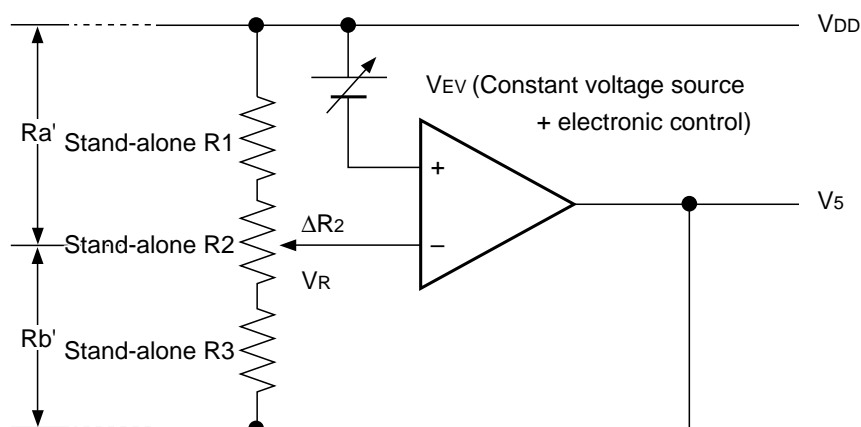 VDD
VEV (Constant voltage source
+ electronic control)
Ra'
Stand-alone R1
+
V5
ΔR2
Stand-alone R2
−
VR
Rb'
Stand-alone R3